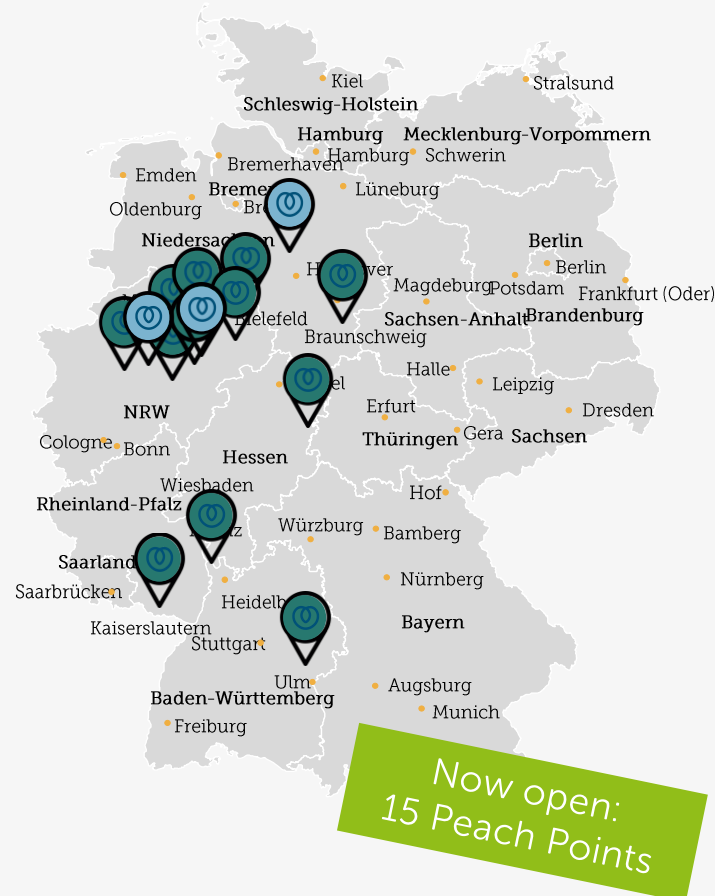 Kiel
Stralsund
Schleswig-Holstein
Hamburg
Mecklenburg-Vorpommern
Hamburg
Schwerin
Bremerhaven
Emden
Bremen
Lüneburg
Oldenburg
Niedersachsen
Berlin
Berlin
Magdeburg
Potsdam
Frankfurt (Oder)
Bielefeld
Sachsen-Anhalt
Brandenburg
Braunschweig
Halle
Leipzig
Erfurt
Dresden
NRW
Thüringen
Gera
Sachsen
Cologne
Bonn
Hessen
Wiesbaden
Hof
Rheinland-Pfalz
Würzburg
Bamberg
Saarland
Nürnberg
Saarbrücken
Heidelb
Bayern
Kaiserslautern
Stuttgart
Ulm
Augsburg
Baden-Württemberg
Munich
Freiburg
Now open:
15 Peach Points